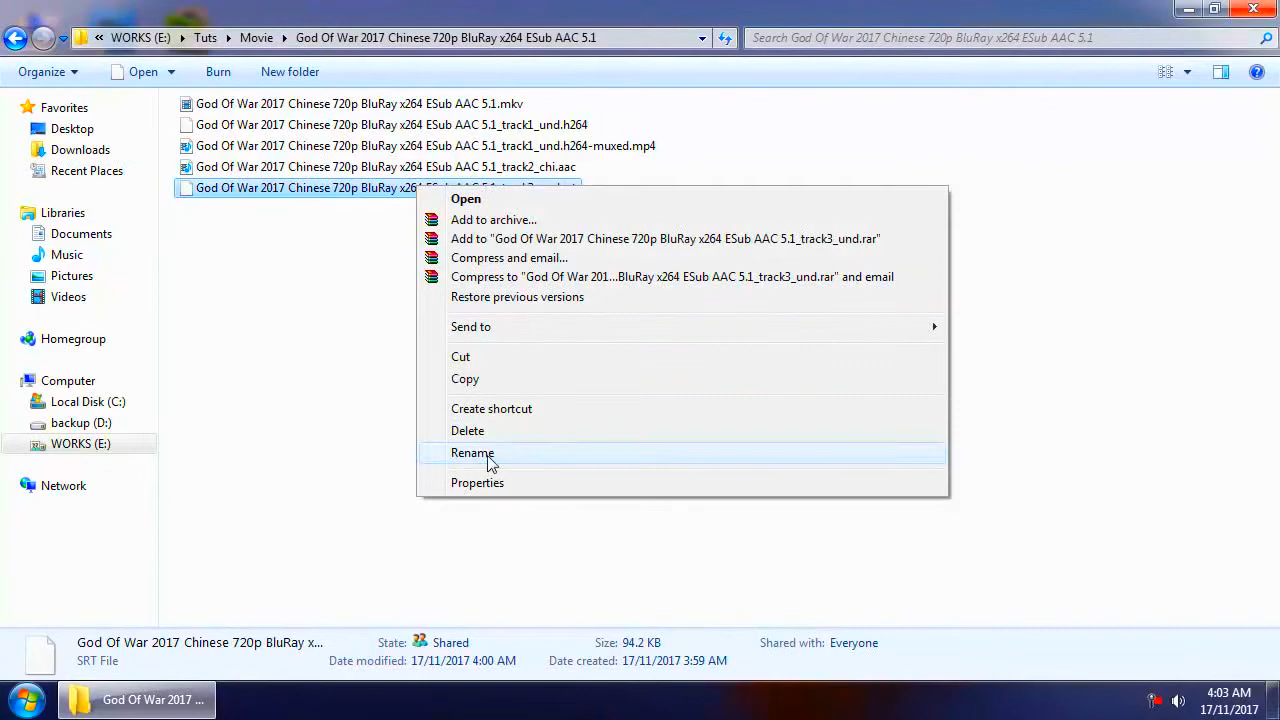 WORKS (E:) Tuts Movie God Of War 2017 Chinese 720p BluRay x264 ESub AAC 5.1 Search God Of War 2017 Chinese 720p BluRay x264 ESub AAC 5.1
Organize Open Burn New folder
Favorites
Desktop
Downloads
Recent Places
Libraries
Documents
Music
Pictures
Videos
Homegroup
Computer
Local Disk (C:)
backup (D:)
WORKS (E:)
Network
God Of War 2017 Chinese 720p BluRay x264 ESub AAC 5.1.mkv
God Of War 2017 Chinese 720p BluRay x264 ESub AAC 5.1_track1_und.h264
God Of War 2017 Chinese 720p BluRay x264 ESub AAC 5.1_track1_und.h264-muxed.mp4
God Of War 2017 Chinese 720p BluRay x264 ESub AAC 5.1_track2_chi.aac
God Of War 2017 Chinese 720p BluRay
Open
Add to archive...
Add to "God Of War 2017 Chinese 720p BluRay x264 ESub AAC 5.1_track3_und.rar"
Compress and email...
Compress to "God Of War 201...BluRay x264 ESub AAC 5.1_track3_und.rar" and email
Restore previous versions
Send to
Cut
Copy
Create shortcut
Delete
Rename
Properties
God Of War 2017 Chinese 720p BluRay x... State: Shared Size: 94.2 KB Shared with: Everyone
SRT File Date modified: 17/11/2017 4:00 AM Date created: 17/11/2017 3:59 AM
God Of War 2017 ... 4:03 AM
17/11/2017